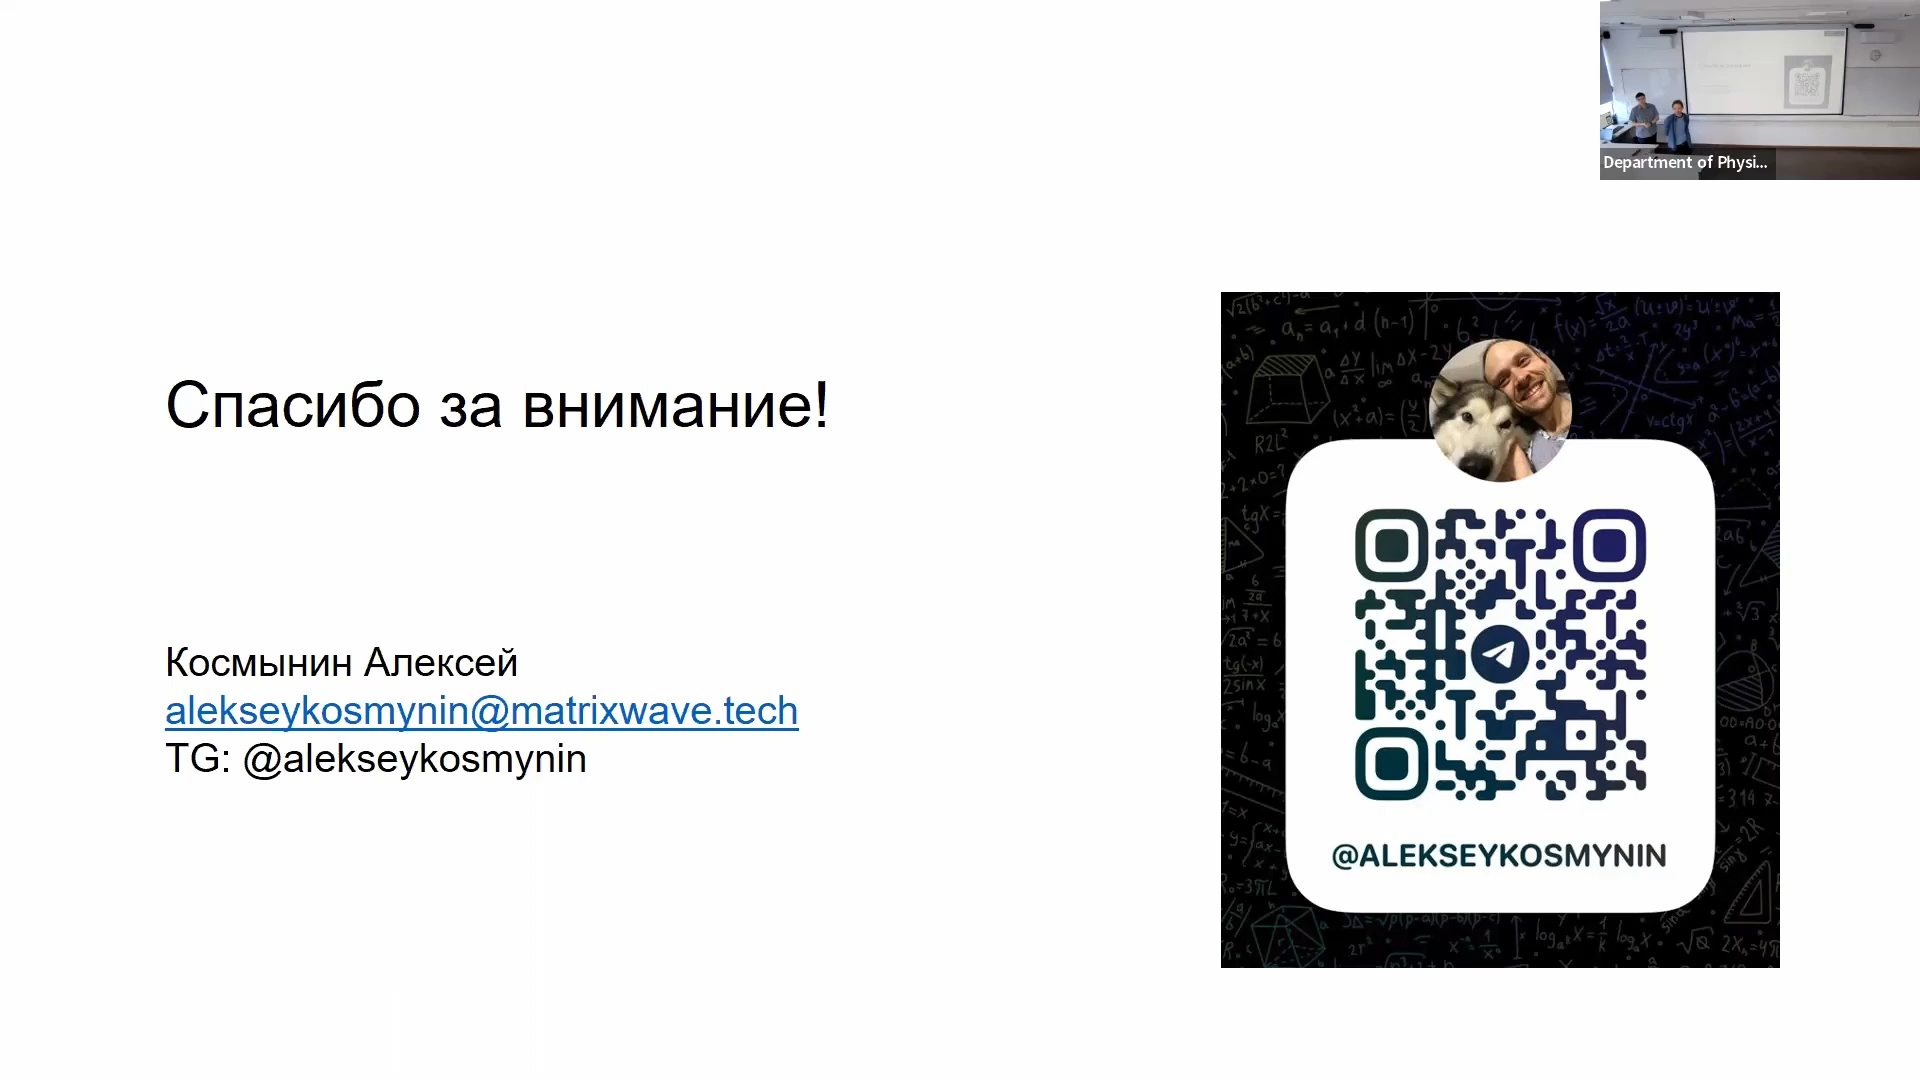 Department of Physi...
Спасибо за внимание!
Космынин Алексей
alekseykosmynin@matrixwave.tech
TG: @alekseykosmynin
@ALEKSEYKOSMYNIN